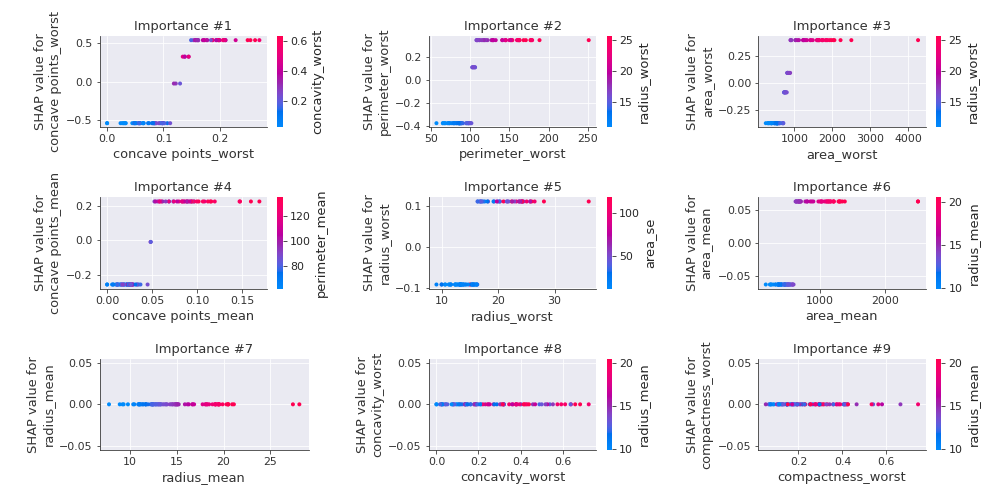 Importance #1
SHAP value for
concave points_worst
0.5
0.0
−0.5
0.0
0.2
concave points_worst
0.6
0.4
0.2
concavity_worst
Importance #2
SHAP value for
perimeter_worst
0.2
0.0
−0.2
−0.4
50
100
150
200
250
perimeter_worst
25
20
15
radius_worst
Importance #3
SHAP value for
area_worst
0.25
0.00
−0.25
1000
2000
3000
4000
area_worst
25
20
15
radius_worst
Importance #4
SHAP value for
concave points_mean
0.2
0.0
−0.2
0.00
0.05
0.10
0.15
concave points_mean
120
100
80
perimeter_mean
Importance #5
SHAP value for
radius_worst
0.1
0.0
−0.1
10
20
30
radius_worst
100
50
area_se
Importance #6
SHAP value for
area_mean
0.05
0.00
−0.05
1000
2000
area_mean
20
15
10
radius_mean
Importance #7
SHAP value for
radius_mean
0.05
0.00
−0.05
10
15
20
25
radius_mean
Importance #8
SHAP value for
concavity_worst
0.05
0.00
−0.05
0.0
0.2
0.4
0.6
concavity_worst
20
15
10
radius_mean
Importance #9
SHAP value for
compactness_worst
0.05
0.00
−0.05
0.2
0.4
0.6
compactness_worst
20
15
10
radius_mean